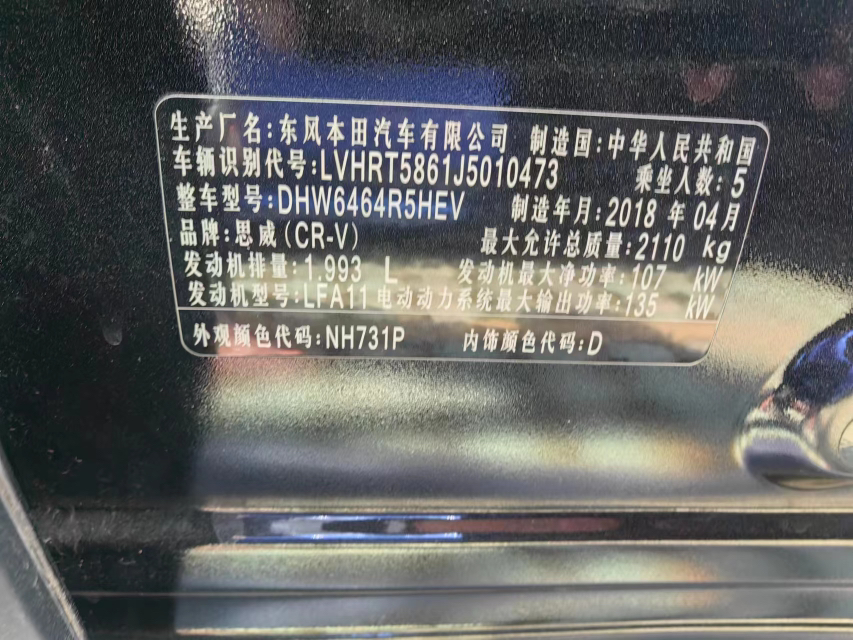 生产厂名:东风本田汽车有限公司 制造国:中华人民共和国
车辆识别代号:LVHRT5861J5010473 乘坐人数:5
整车型号:DHW6464R5HEV 制造年月:2018 年 04月
品牌:思威(CR-V) 最大允许总质量:2110 kg
发动机排量:1.993 L 发动机最大净功率:107 kW
发动机型号:LFA11 电动动力系统最大输出功率:135 kW
外观颜色代码:NH731P 内饰颜色代码:D